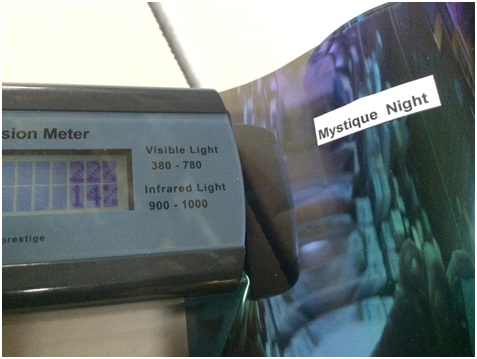 sion Meter
Visible Light
380 - 780
22%
Infrared Light
900 - 1000
14%
prestige
Mystique Night